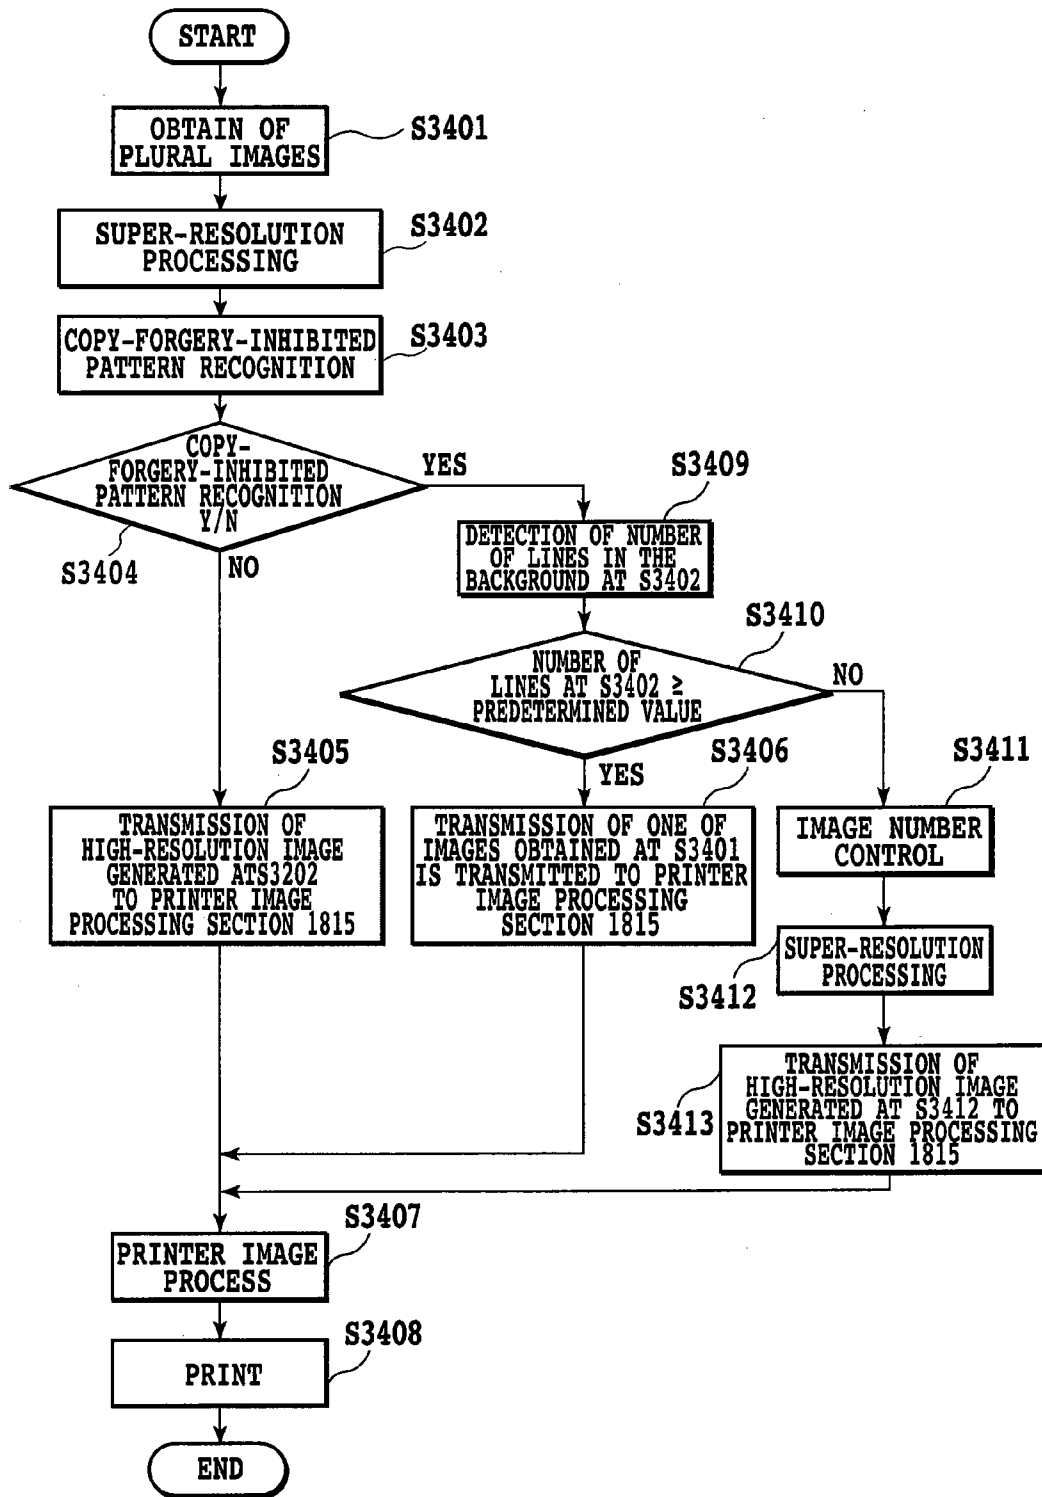 START
OBTAIN OF
PLURAL IMAGES
S3401
SUPER-RESOLUTION
PROCESSING
S3402
COPY-FORGERY-INHIBITED
PATTERN RECOGNITION
S3403
COPY-
FORGERY-INHIBITED
PATTERN RECOGNITION
Y/N
S3404
YES
NO
S3409
DETECTION OF NUMBER
OF LINES IN THE
BACKGROUND AT S3402
S3410
NUMBER OF
LINES AT S3402 ≥
PREDETERMINED VALUE
NO
YES
S3405
TRANSMISSION OF
HIGH-RESOLUTION IMAGE
GENERATED ATS3202
TO PRINTER IMAGE
PROCESSING SECTION 1815
S3406
TRANSMISSION OF ONE OF
IMAGES OBTAINED AT S3401
IS TRANSMITTED TO PRINTER
IMAGE PROCESSING
SECTION 1815
S3411
IMAGE NUMBER
CONTROL
SUPER-RESOLUTION
PROCESSING
S3412
TRANSMISSION OF
HIGH-RESOLUTION IMAGE
GENERATED AT S3412 TO
PRINTER IMAGE PROCESSING
SECTION 1815
S3413
S3407
PRINTER IMAGE
PROCESS
S3408
PRINT
END